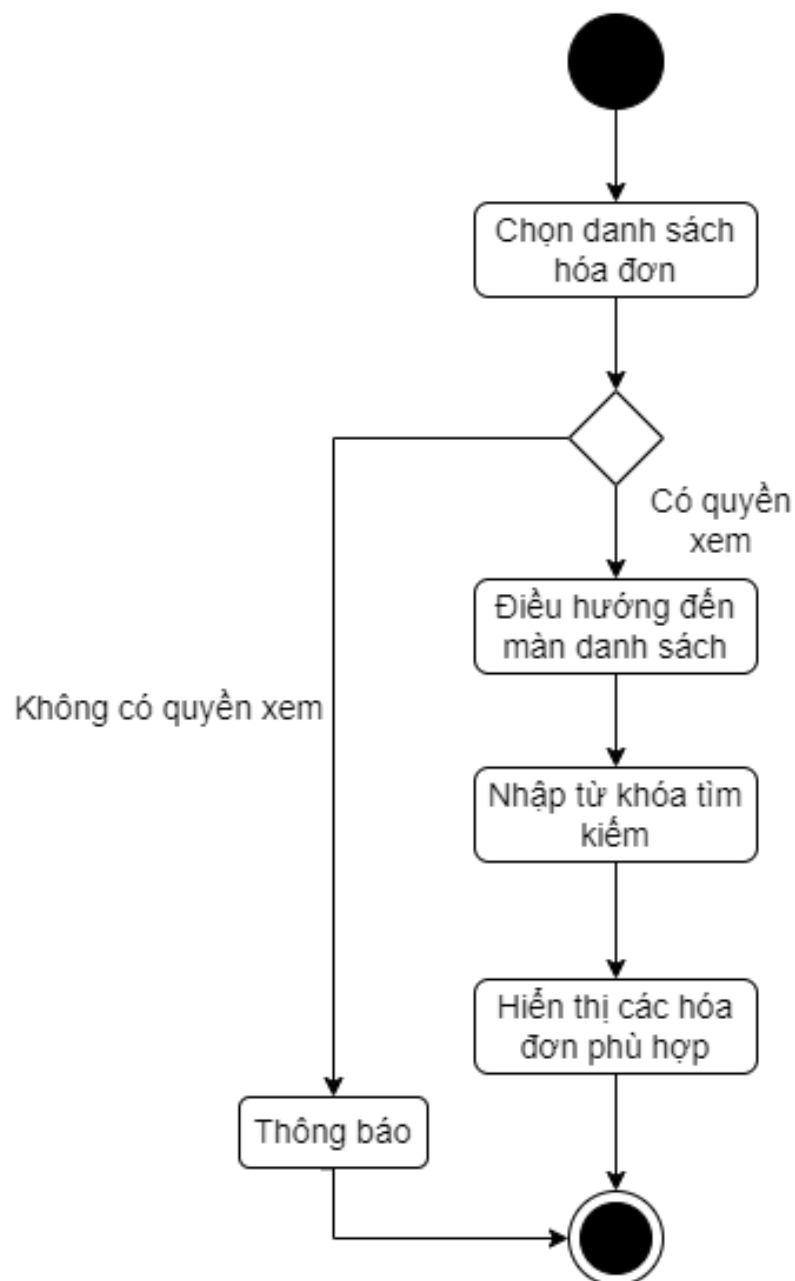 Chọn danh sách
hóa đơn
Có quyền
xem
Điều hướng đến
màn danh sách
Không có quyền xem
Nhập từ khóa tìm
kiếm
Hiển thị các hóa
đơn phù hợp
Thông báo